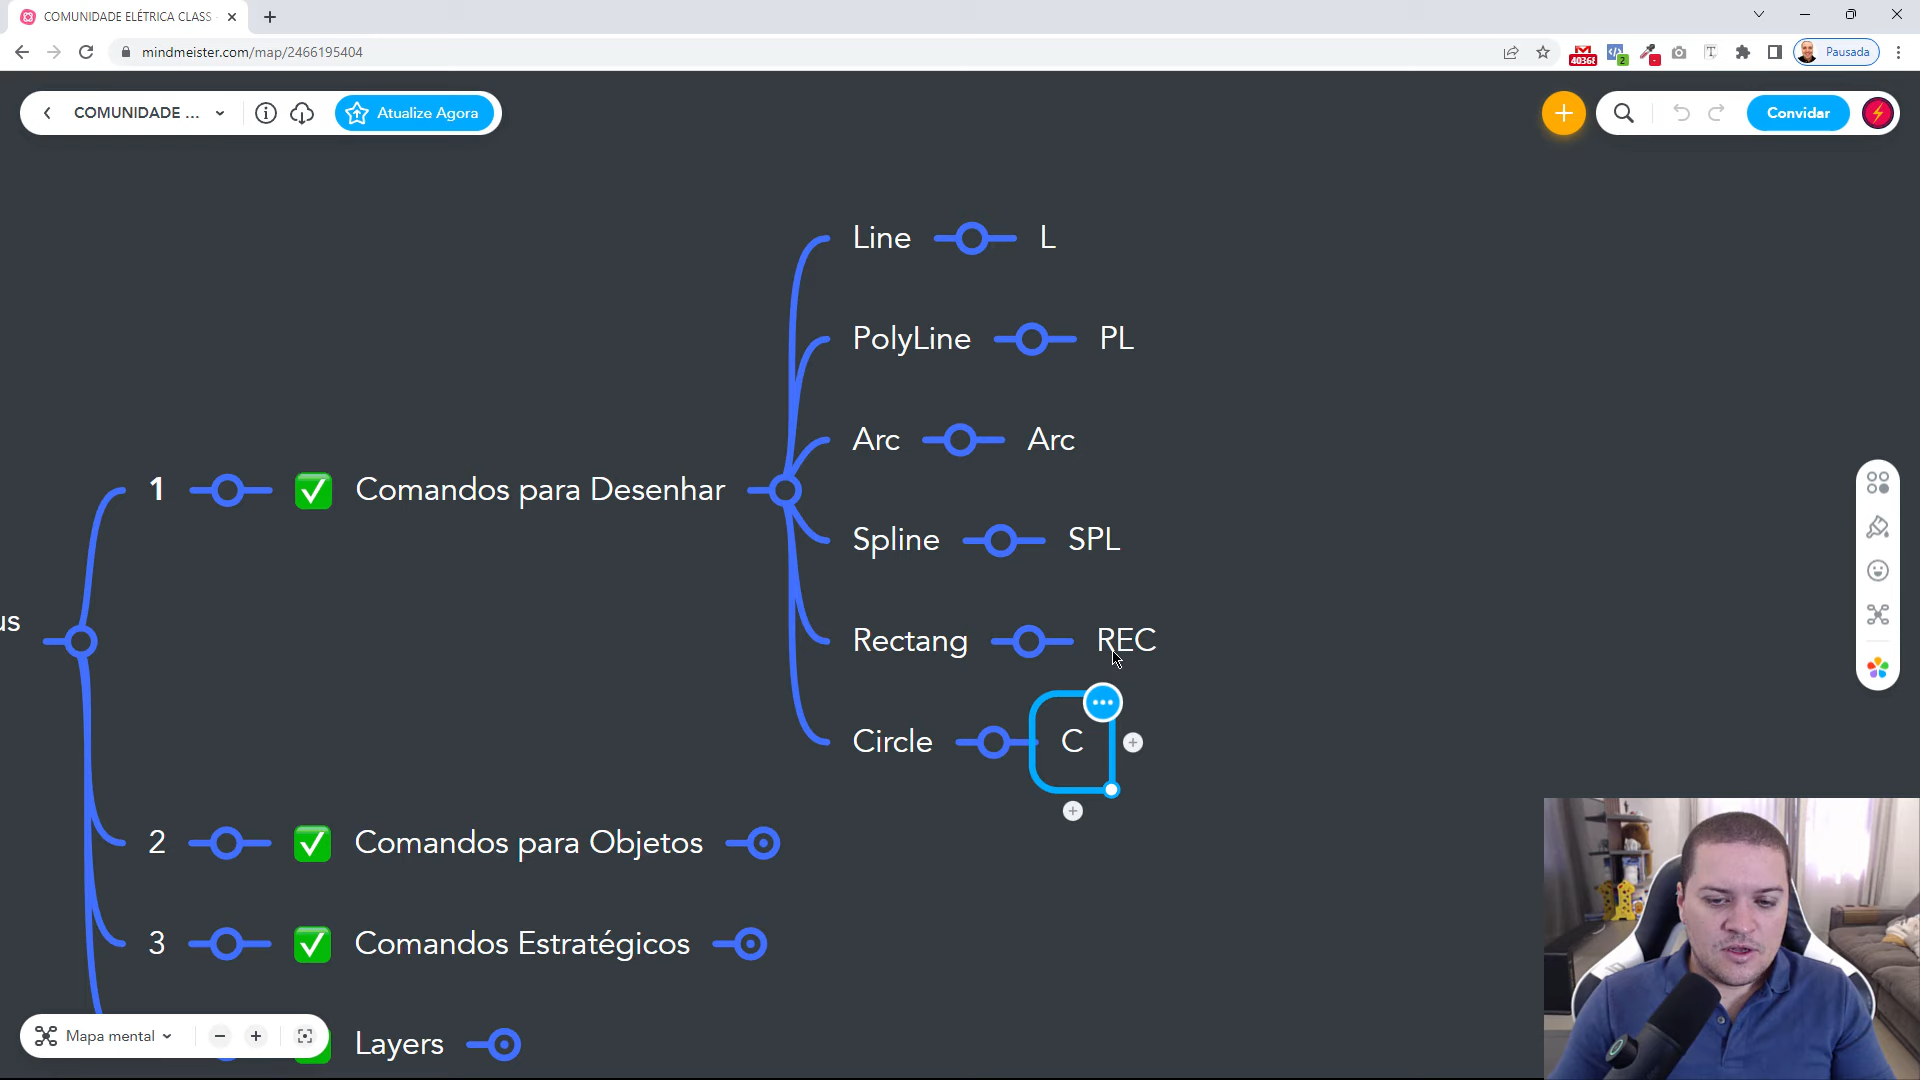 COMUNIDADE ELÉTRICA CLASS
mindmeister.com/map/2466195404
Pausada
COMUNIDADE ...
Atualize Agora
Convidar
Line L
PolyLine PL
Arc Arc
1 Comandos para Desenhar
Spline SPL
us
Rectang REC
Circle C
2 Comandos para Objetos
3 Comandos Estratégicos
Mapa mental
Layers